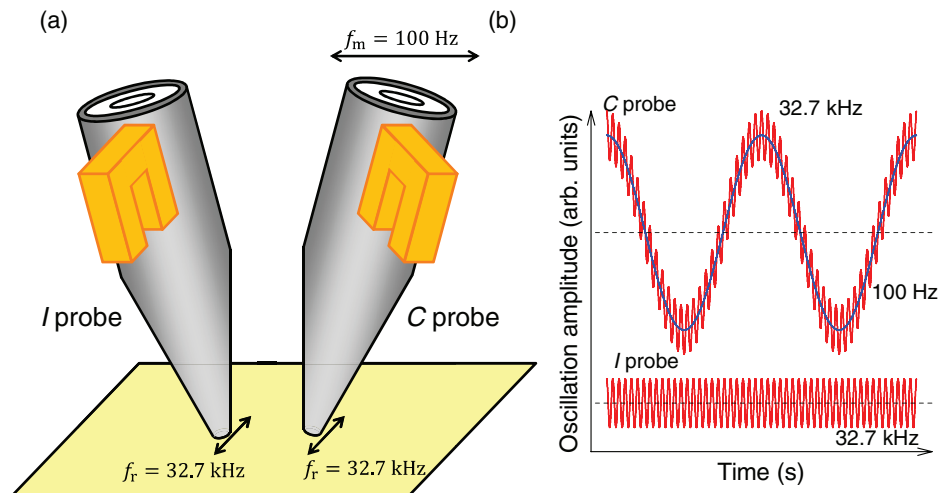 (a)
f_m = 100 Hz
I probe
C probe
f_r = 32.7 kHz
f_r = 32.7 kHz
(b)
C probe
32.7 kHz
100 Hz
I probe
32.7 kHz
Oscillation amplitude (arb. units)
Time (s)